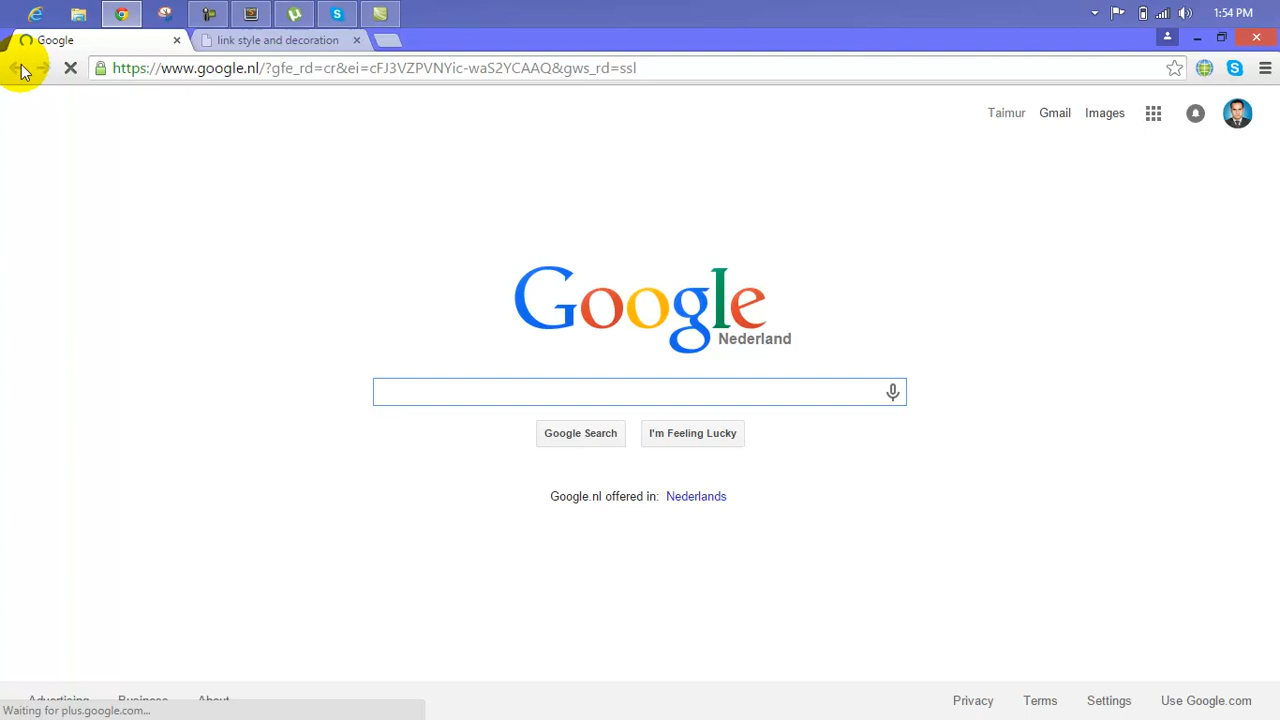 1:54 PM
Google
link style and decoration
https://www.google.nl/?gfe_rd=cr&ei=cFJ3VZPVNYic-waS2YCAAQ&gws_rd=ssl
Taimur Gmail Images
Google
Nederland
Google Search I'm Feeling Lucky
Google.nl offered in: Nederlands
Advertising Business About Privacy Terms Settings Use Google.com
Waiting for plus.google.com...